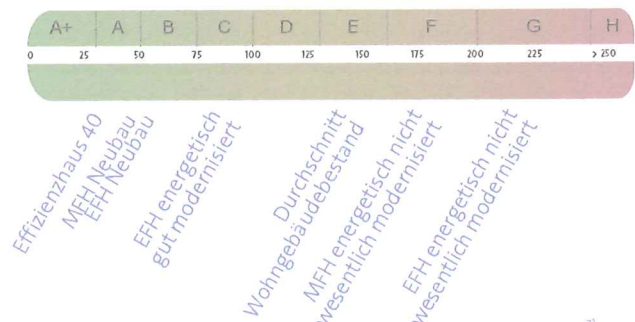 A+ A B C D E F G H
0 25 50 75 100 125 150 175 200 225 > 250
Effizienzhaus 40
MFH Neubau
EFH Neubau
EFH energetisch
gut modernisiert
Durchschnitt
Wohngebäudebestand
MFH energetisch nicht
wesentlich modernisiert
EFH energetisch nicht
wesentlich modernisiert